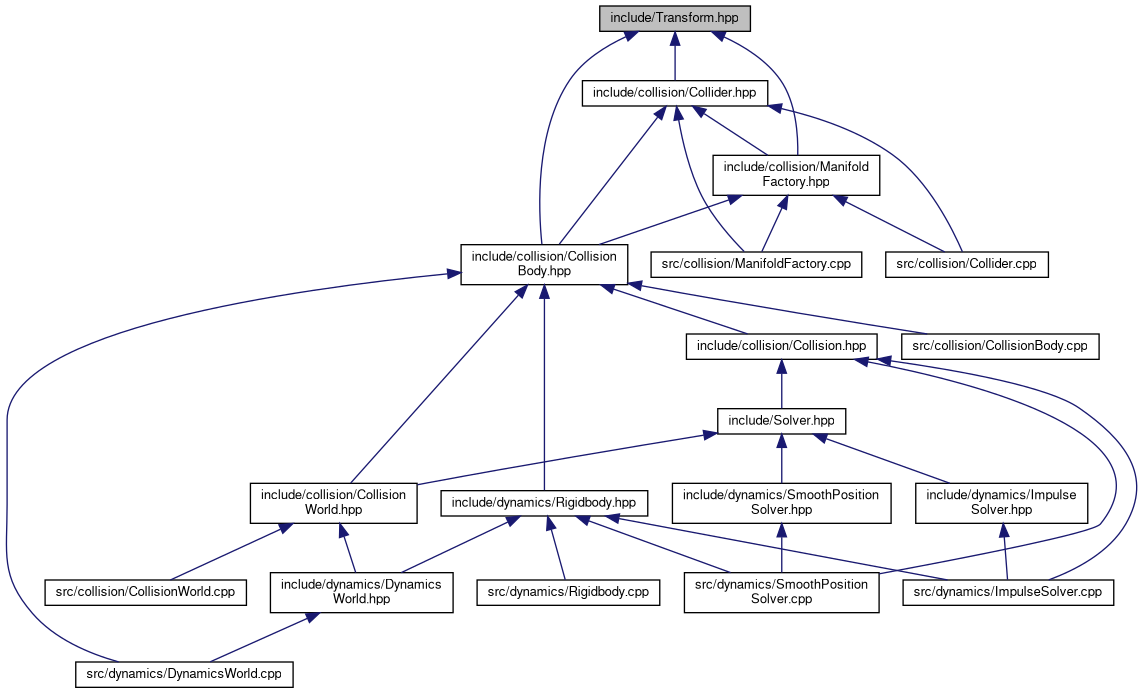 include/Transform.hpp
include/collision/Collider.hpp
include/collision/Manifold
Factory.hpp
include/collision/Collision
Body.hpp
src/collision/ManifoldFactory.cpp
src/collision/Collider.cpp
include/collision/Collision.hpp
src/collision/CollisionBody.cpp
include/Solver.hpp
include/collision/Collision
World.hpp
include/dynamics/Rigidbody.hpp
include/dynamics/SmoothPosition
Solver.hpp
include/dynamics/Impulse
Solver.hpp
src/collision/CollisionWorld.cpp
include/dynamics/Dynamics
World.hpp
src/dynamics/Rigidbody.cpp
src/dynamics/SmoothPosition
Solver.cpp
src/dynamics/ImpulseSolver.cpp
src/dynamics/DynamicsWorld.cpp